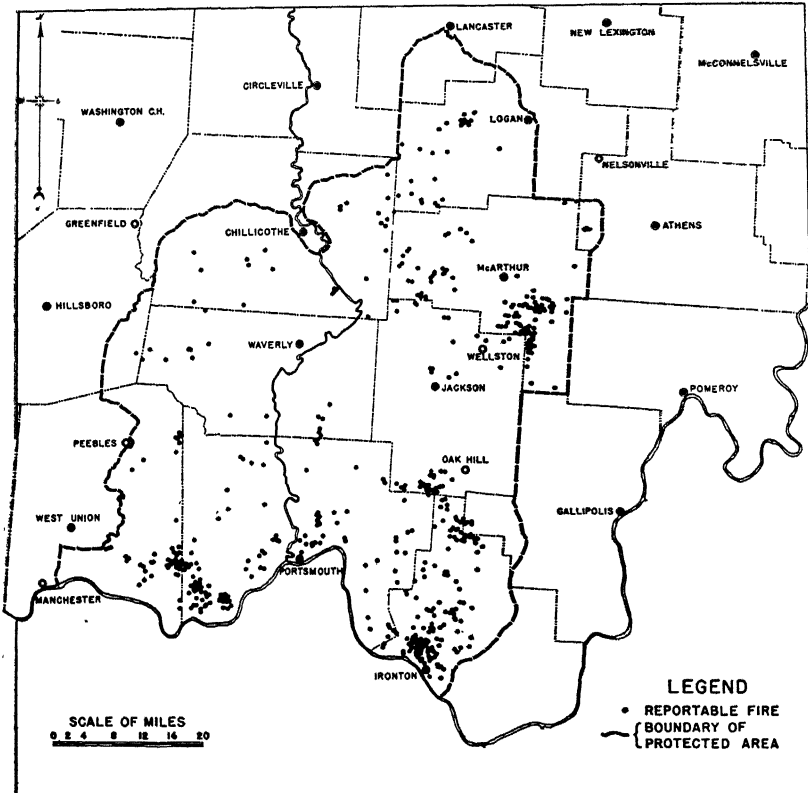 LANCASTER
NEW LEXINGTON
McCONNELSVILLE
CIRCLEVILLE
WASHINGTON C.H.
LOGAN
NELSONVILLE
GREENFIELD
CHILLICOTHE
ATHENS
McARTHUR
HILLSBORO
WAVERLY
WELLSTON
JACKSON
POMEROY
PEEBLES
OAK HILL
WEST UNION
GALLIPOLIS
PORTSMOUTH
MANCHESTER
IRONTON
LEGEND
REPORTABLE FIRE
BOUNDARY OF
PROTECTED AREA
SCALE OF MILES
0 2 4 8 12 16 20